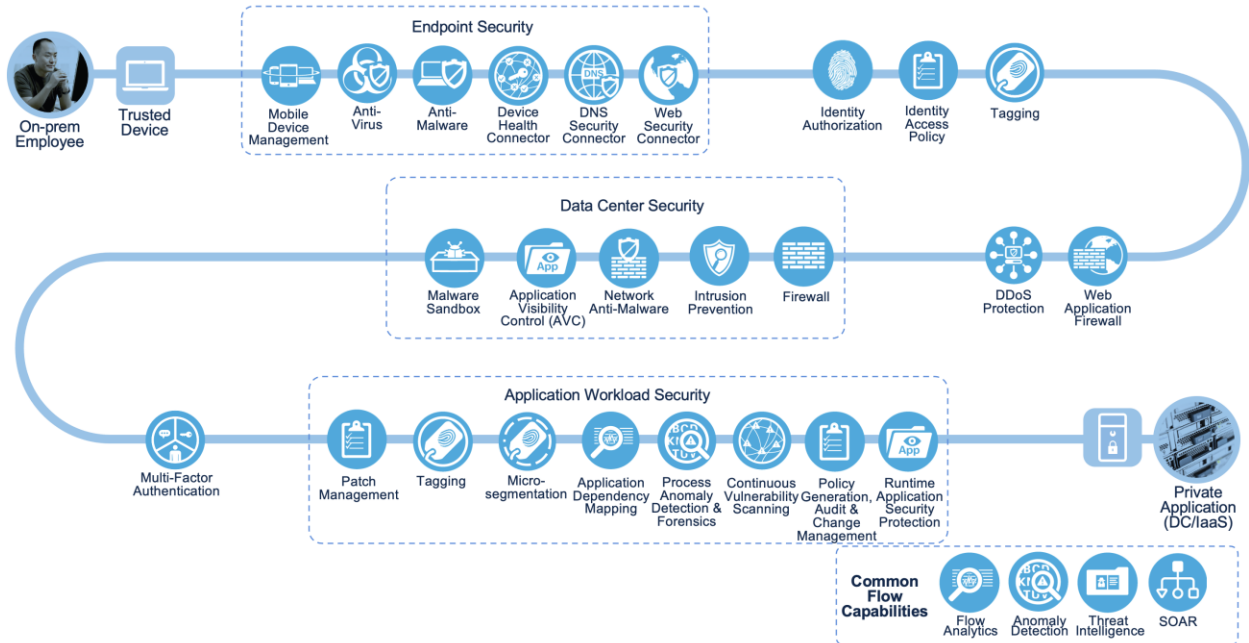 Endpoint Security
On-prem
Employee
Trusted
Device
Mobile
Device
Management
Anti-
Virus
Anti-
Malware
Device
Health
Connector
DNS
DNS
Security
Connector
Web
Security
Connector
Identity
Authorization
Identity
Access
Policy
Tagging
Data Center Security
Malware
Sandbox
App
Application
Visibility
Control (AVC)
Network
Anti-Malware
Intrusion
Prevention
Firewall
DDoS
Protection
Web
Application
Firewall
Application Workload Security
Multi-Factor
Authentication
Patch
Management
Tagging
Micro-
segmentation
Application
Dependency
Mapping
Process
Anomaly
Detection &
Forensics
Continuous
Vulnerability
Scanning
Policy
Generation,
Audit &
Change
Management
App
Runtime
Application
Security
Protection
Private
Application
(DC/IaaS)
Common
Flow
Capabilities
Flow
Analytics
Anomaly
Detection
Threat
Intelligence
SOAR